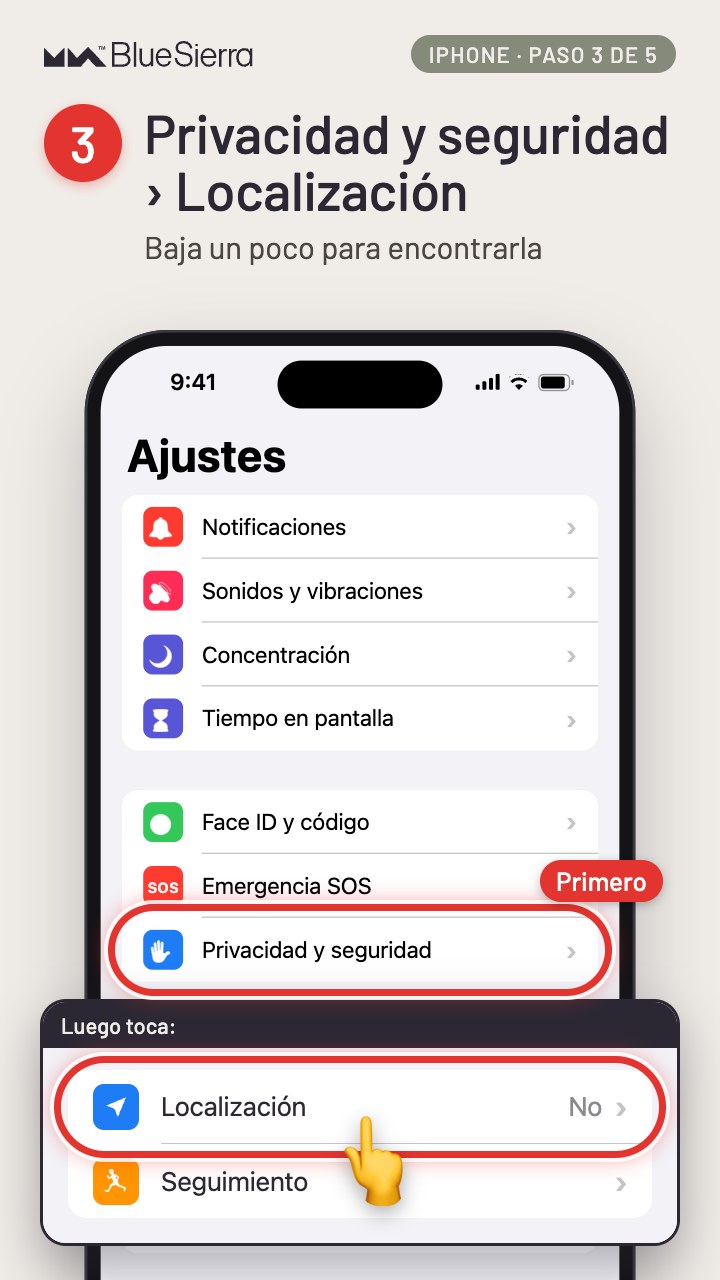 BlueSierra
IPHONE · PASO 3 DE 5
3
Privacidad y seguridad
› Localización
Baja un poco para encontrarla
9:41
Ajustes
Notificaciones
Sonidos y vibraciones
Concentración
Tiempo en pantalla
Face ID y código
SOS Emergencia SOS
Primero
Privacidad y seguridad
Luego toca:
Localización No
Seguimiento